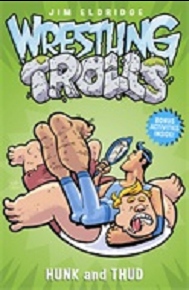 JIM ELDRIDGE
WRESTLING
TROLLS
BONUS
ACTIVITIES
INSIDE!
HUNK and THUD